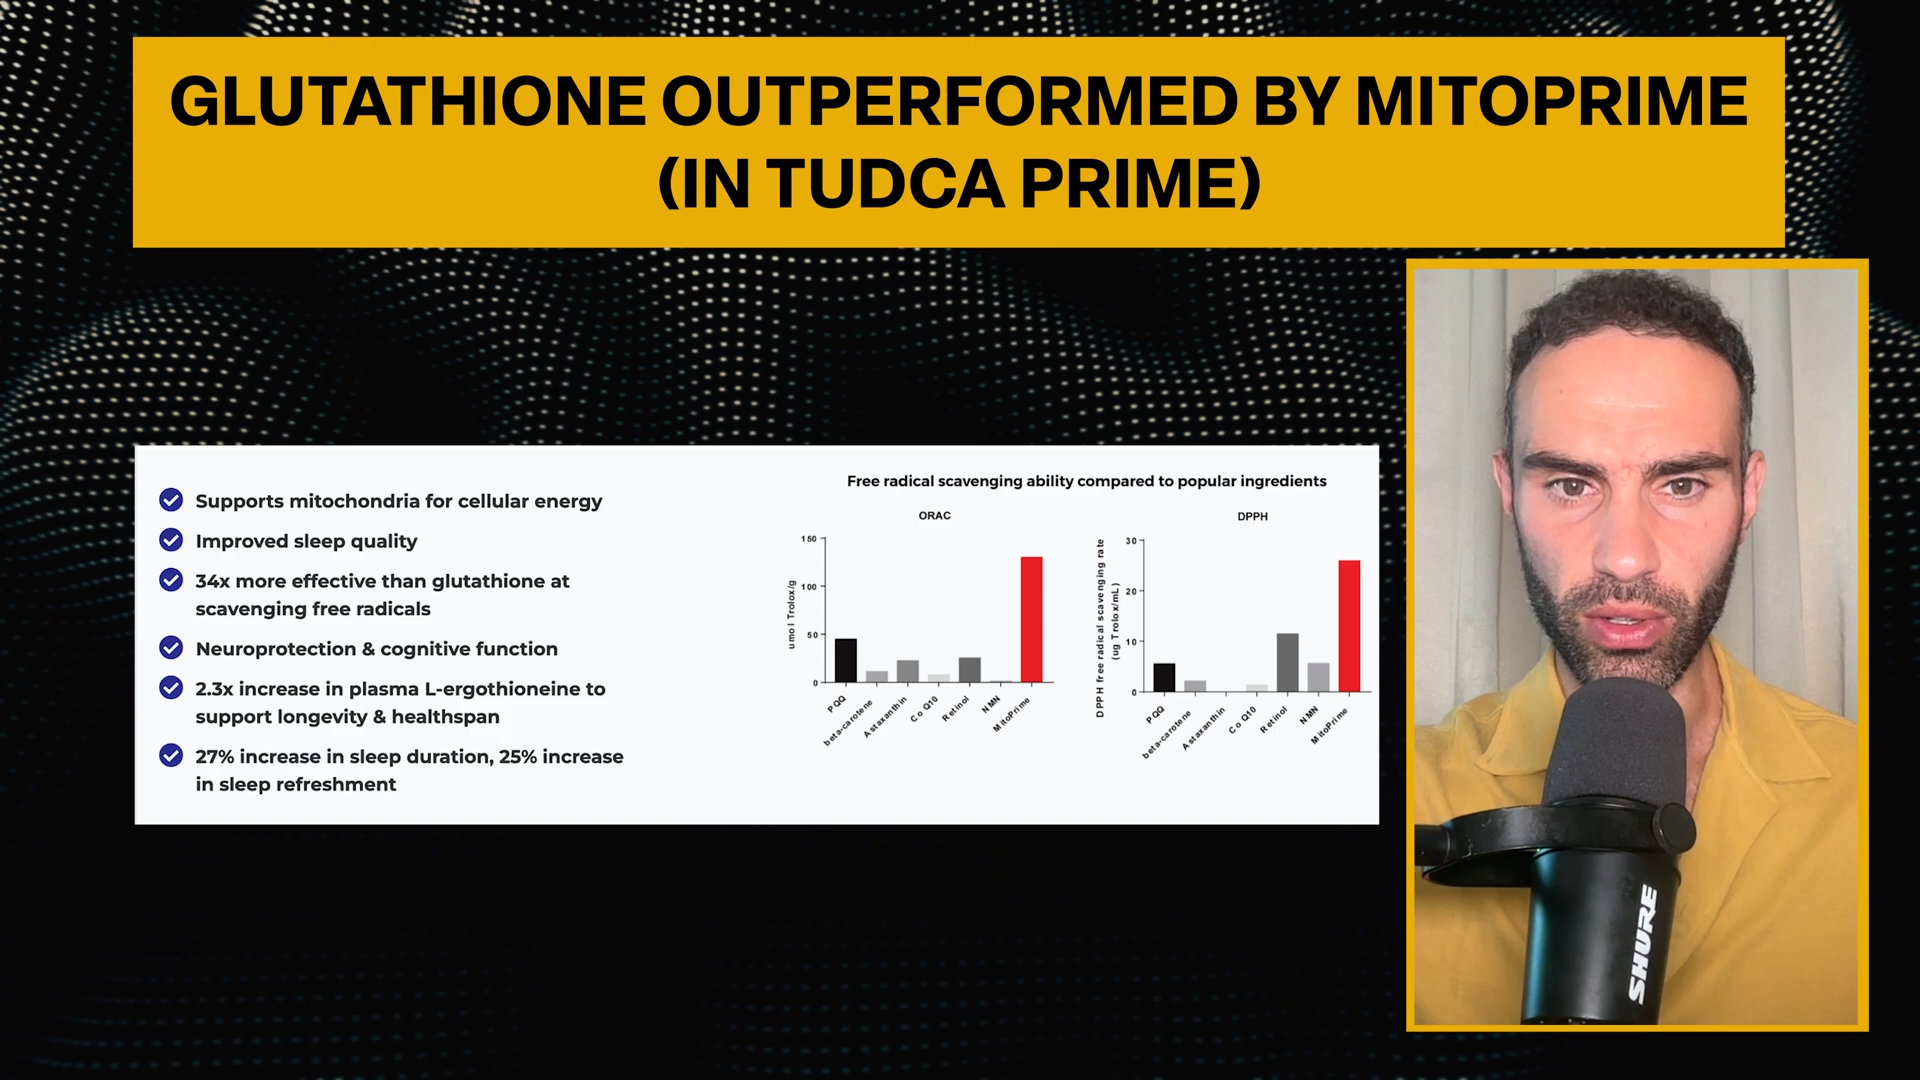 GLUTATHIONE OUTPERFORMED BY MITOPRIME
(IN TUDCA PRIME)
Supports mitochondria for cellular energy
Improved sleep quality
34x more effective than glutathione at
scavenging free radicals
Neuroprotection & cognitive function
2.3x increase in plasma L-ergothioneine to
support longevity & healthspan
27% increase in sleep duration, 25% increase
in sleep refreshment
Free radical scavenging ability compared to popular ingredients
ORAC
umol Trolox/g
150
100
50
0
PQQ
beta-carotene
Astaxanthin
Co Q10
Retinol
NMN
MitoPrime
DPPH
DPPH free radical scavenging rate
(ug Trolox/mL)
30
20
10
0
PQQ
beta-carotene
Astaxanthin
Co Q10
Retinol
NMN
MitoPrime
SHURE